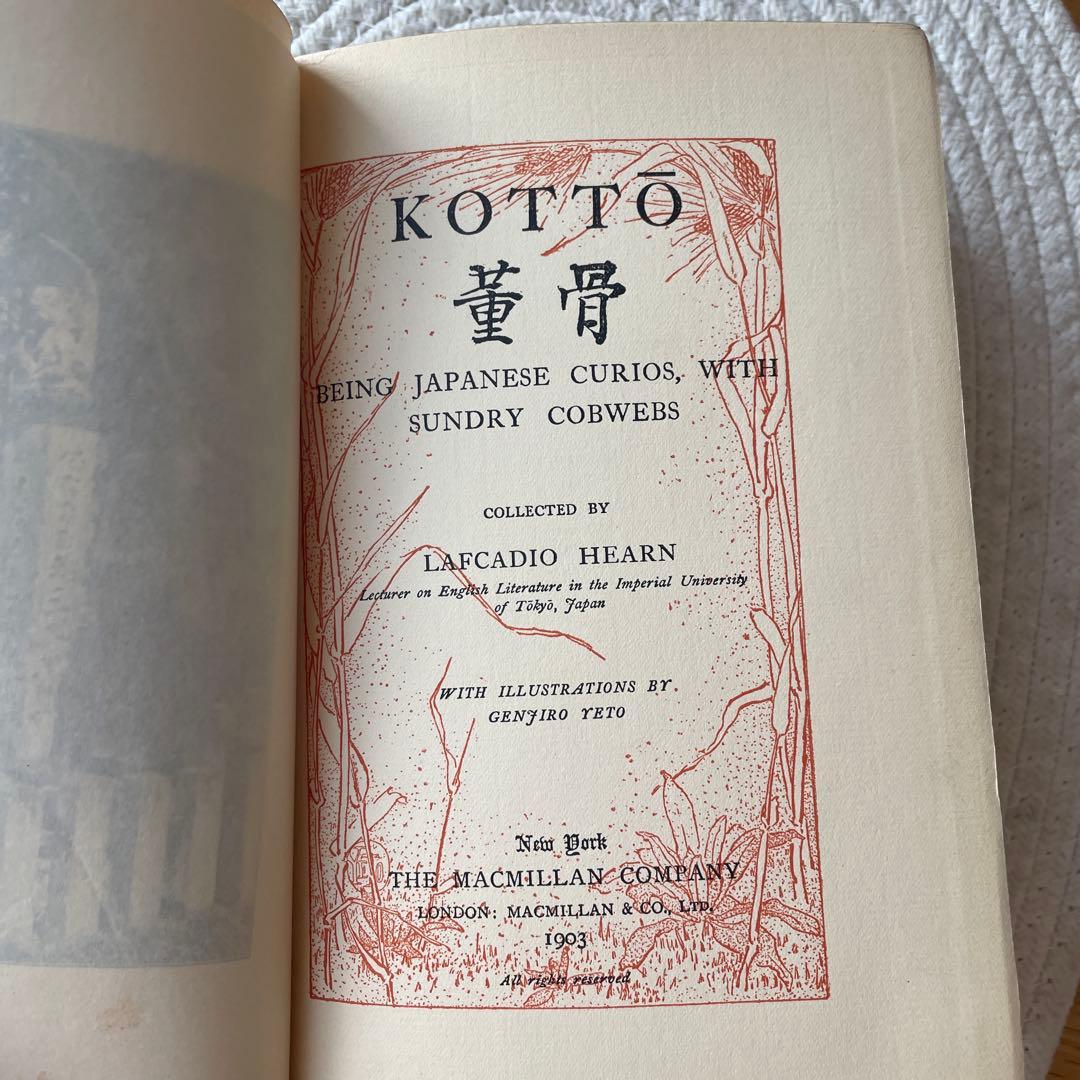 KOTTŌ
董骨
BEING JAPANESE CURIOS, WITH
SUNDRY COBWEBS
COLLECTED BY
LAFCADIO HEARN
Lecturer on English Literature in the Imperial University
of Tōkyō, Japan
WITH ILLUSTRATIONS BY
GENJIRO YETO
New York
THE MACMILLAN COMPANY
LONDON: MACMILLAN & CO., LTD.
1903
All rights reserved